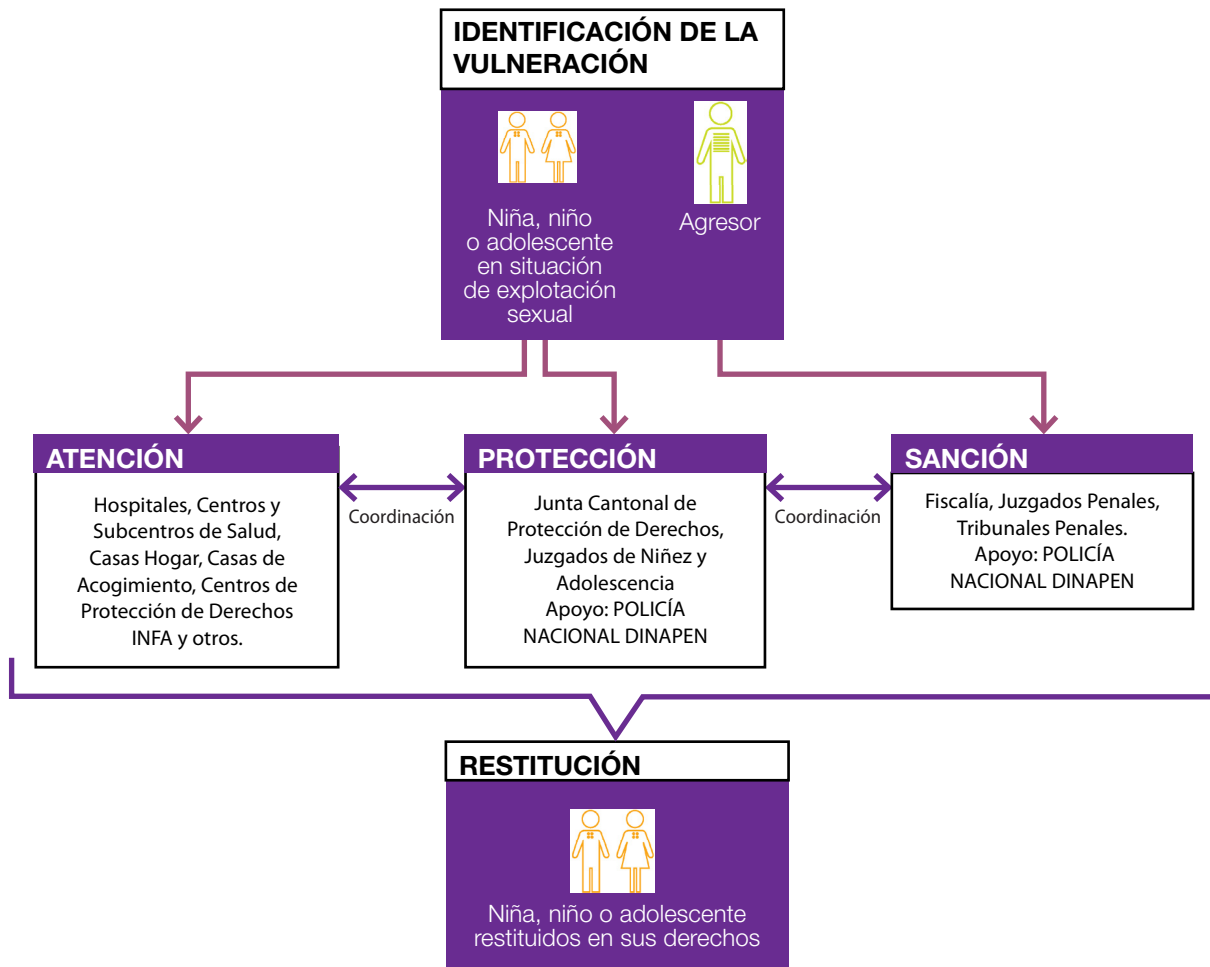 IDENTIFICACIÓN DE LA
VULNERACIÓN
Niña, niño
o adolescente
en situación
de explotación
sexual
Agresor
ATENCIÓN
Hospitales, Centros y
Subcentros de Salud,
Casas Hogar, Casas de
Acogimiento, Centros de
Protección de Derechos
INFA y otros.
Coordinación
PROTECCIÓN
Junta Cantonal de
Protección de Derechos,
Juzgados de Niñez y
Adolescencia
Apoyo: POLICÍA
NACIONAL DINAPEN
Coordinación
SANCIÓN
Fiscalía, Juzgados Penales,
Tribunales Penales.
Apoyo: POLICÍA
NACIONAL DINAPEN
RESTITUCIÓN
Niña, niño o adolescente
restituidos en sus derechos